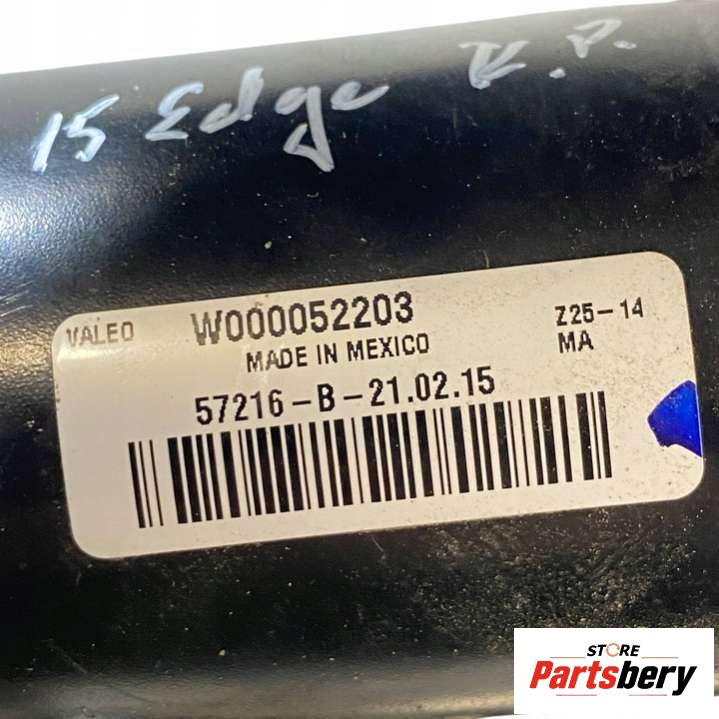 15 Edge R.P.
VALEO W000052203 Z25-14
MADE IN MEXICO MA
57216-B-21.02.15
STORE
Partsbery